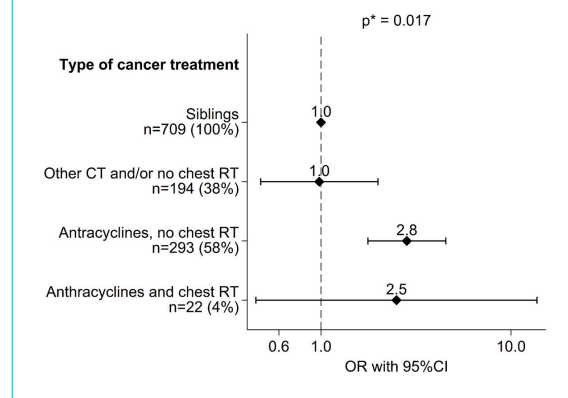 p* = 0.017
Type of cancer treatment
Siblings
n=709 (100%)
1.0
Other CT and/or no chest RT
n=194 (38%)
1.0
Antracyclines, no chest RT
n=293 (58%)
2.8
Anthracyclines and chest RT
n=22 (4%)
2.5
0.6 1.0 10.0
OR with 95%CI